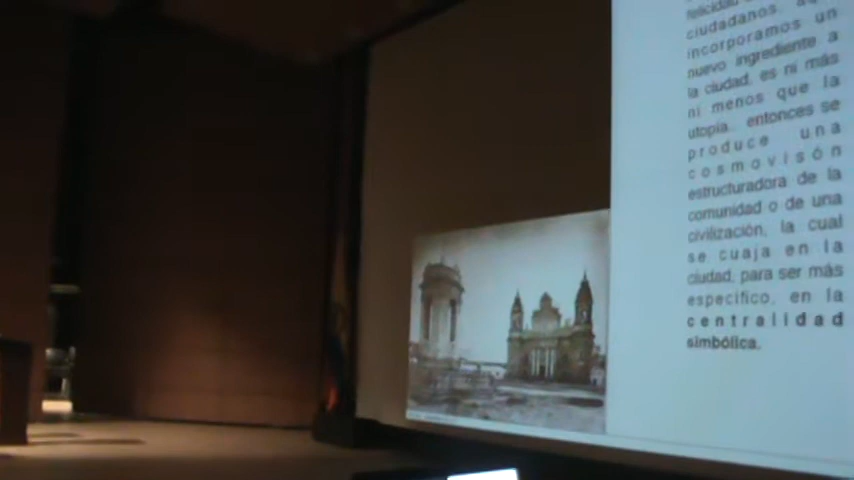 felicidad
ciudadanos.
incorporamos un
nuevo ingrediente a
la ciudad, es ni más
ni menos que la
utopía, entonces se
produce una
cosmovisón
estructuradora de la
comunidad o de una
civilización, la cual
se cuaja en la
ciudad, para ser más
específico, en la
centralidad
simbólica.